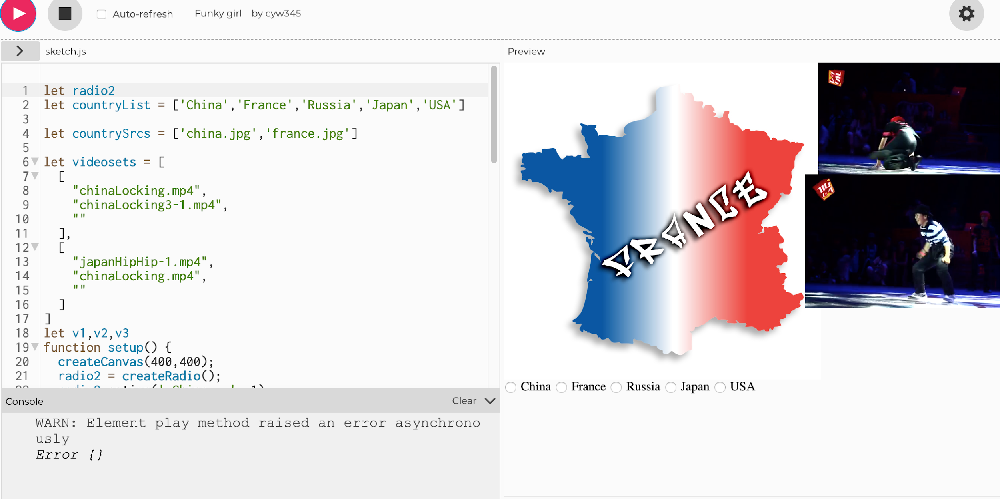 Auto-refresh Funky girl by cyw345
sketch.js
Preview
1 let radio2
2 let countryList = ['China','France','Russia','Japan','USA']
3
4 let countrySrcs = ['china.jpg','france.jpg']
5
6 let videosets = [
7 [
8 "chinaLocking.mp4",
9 "chinaLocking3-1.mp4",
10 ""
11 ],
12 [
13 "japanHipHip-1.mp4",
14 "chinaLocking.mp4",
15 ""
16 ]
17 ]
18 let v1,v2,v3
19 function setup() {
20 createCanvas(400,400);
21 radio2 = createRadio();
Console
Clear
WARN: Element play method raised an error asynchrono
usly
Error {}
FRANCE
China France Russia Japan USA